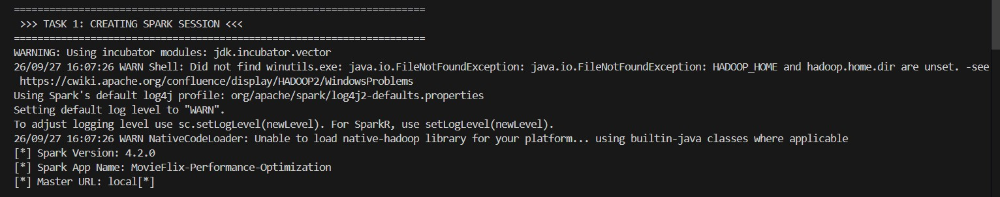 ======================================================================
>>> TASK 1: CREATING SPARK SESSION <<<
======================================================================
WARNING: Using incubator modules: jdk.incubator.vector
26/09/27 16:07:26 WARN Shell: Did not find winutils.exe: java.io.FileNotFoundException: java.io.FileNotFoundException: HADOOP_HOME and hadoop.home.dir are unset. -see
https://cwiki.apache.org/confluence/display/HADOOP2/WindowsProblems
Using Spark's default log4j profile: org/apache/spark/log4j2-defaults.properties
Setting default log level to "WARN".
To adjust logging level use sc.setLogLevel(newLevel). For SparkR, use setLogLevel(newLevel).
26/09/27 16:07:26 WARN NativeCodeLoader: Unable to load native-hadoop library for your platform... using builtin-java classes where applicable
[*] Spark Version: 4.2.0
[*] Spark App Name: MovieFlix-Performance-Optimization
[*] Master URL: local[*]